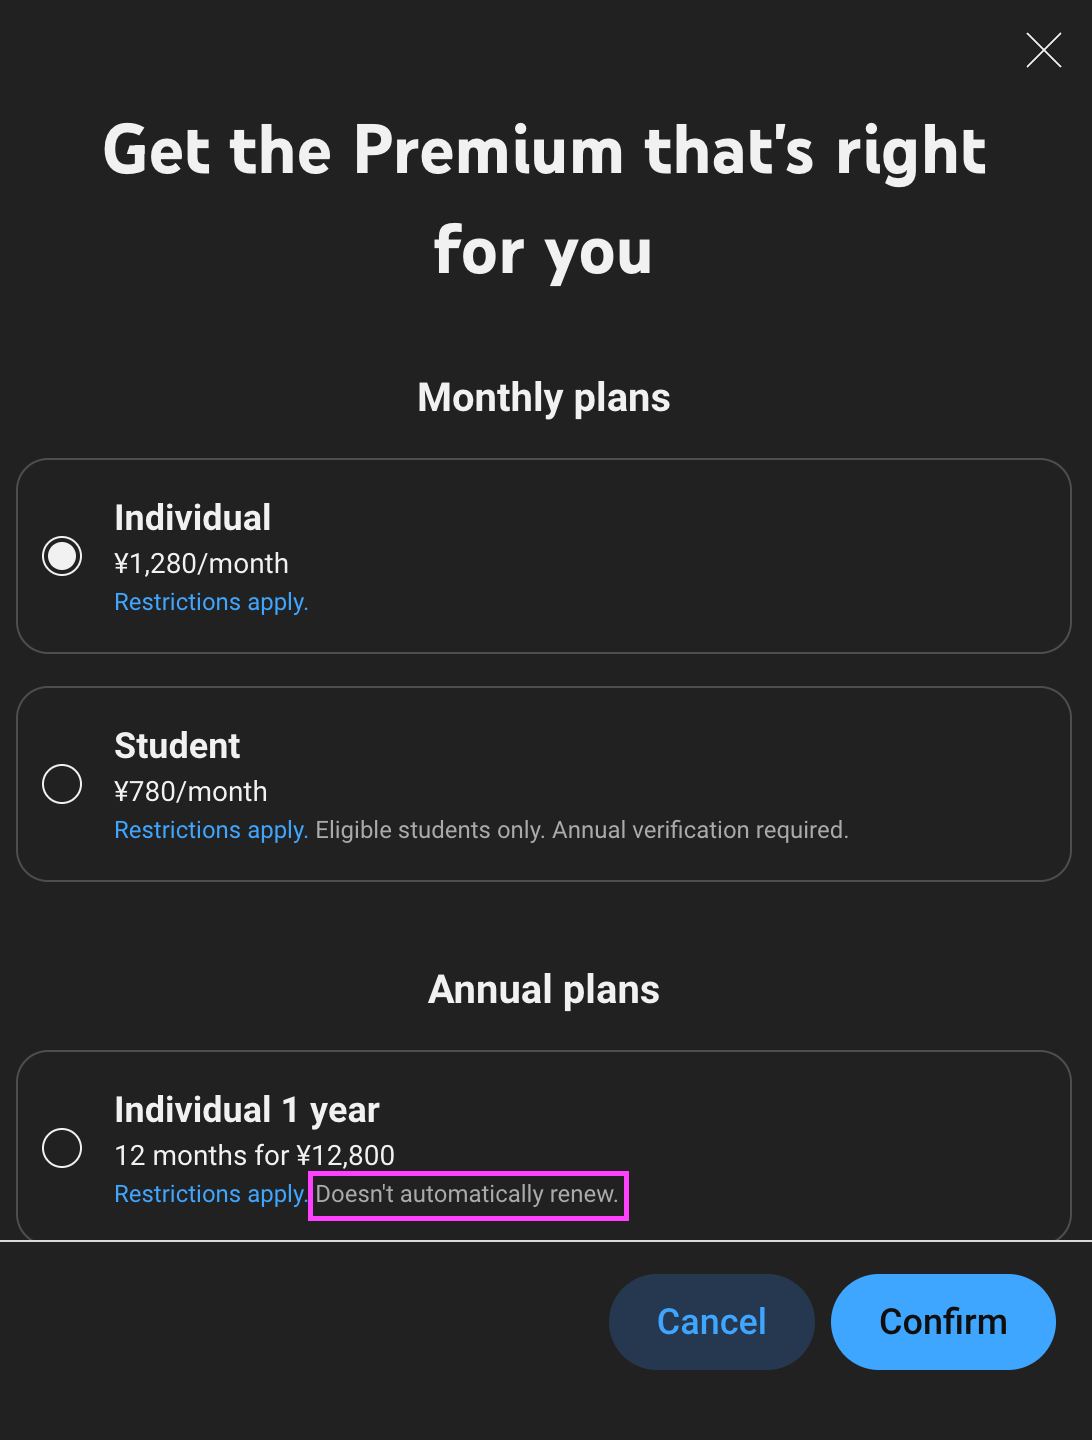 Get the Premium that's right
for you
Monthly plans
Individual
¥1,280/month
Restrictions apply.
Student
¥780/month
Restrictions apply. Eligible students only. Annual verification required.
Annual plans
Individual 1 year
12 months for ¥12,800
Restrictions apply. Doesn't automatically renew.
Cancel
Confirm